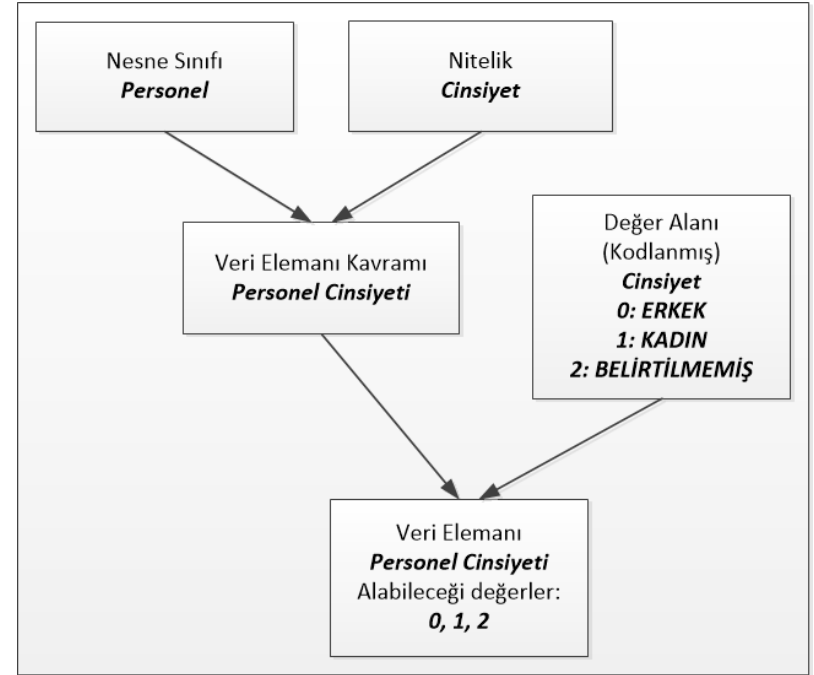 Nesne Sınıfı
Personel
Nitelik
Cinsiyet
Veri Elemanı Kavramı
Personel Cinsiyeti
Değer Alanı
(Kodlanmış)
Cinsiyet
0: ERKEK
1: KADIN
2: BELİRTİLMEMİŞ
Veri Elemanı
Personel Cinsiyeti
Alabileceği değerler:
0, 1, 2